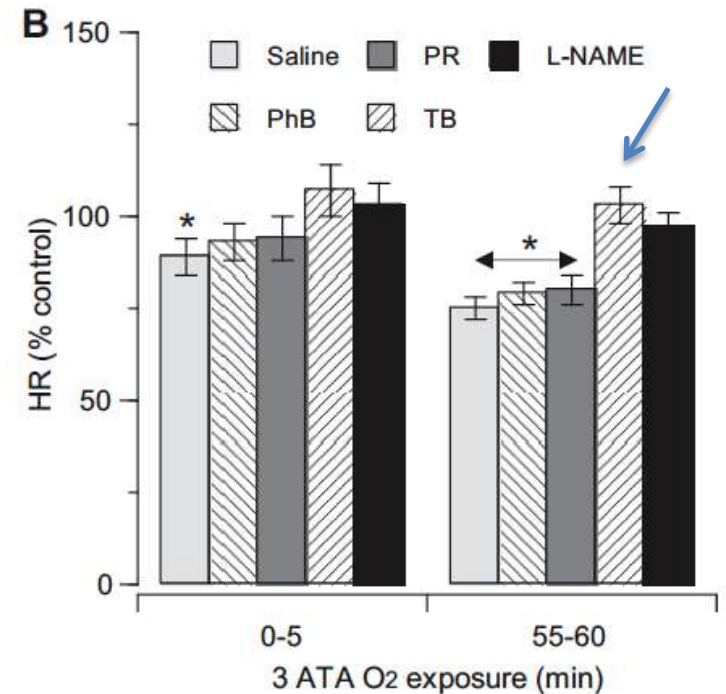 B
150
Saline PR L-NAME
PhB TB
100
*
*
50
0
HR (% control)
0-5 55-60
3 ATA O2 exposure (min)